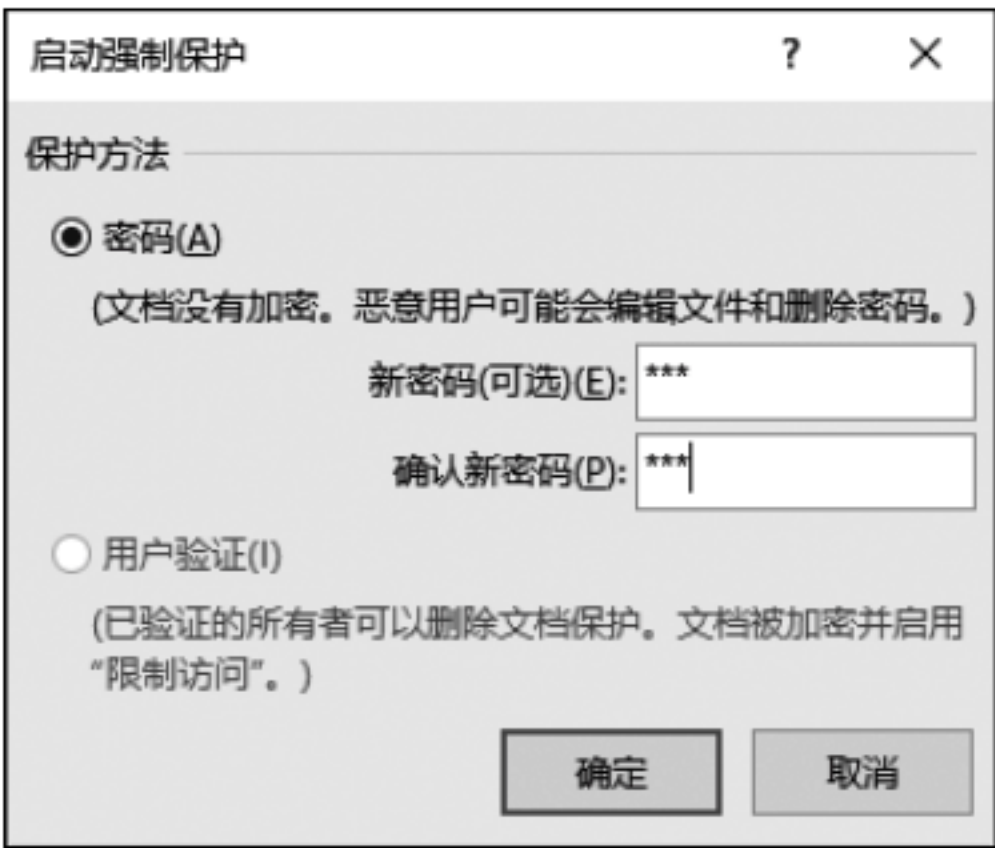 启动强制保护 ?
保护方法
密码(A)
(文档没有加密。恶意用户可能会编辑文件和删除密码。)
新密码(可选)(E): ***
确认新密码(P): ***
用户验证(I)
(已验证的所有者可以删除文档保护。文档被加密并启用
“限制访问”。)
确定 取消